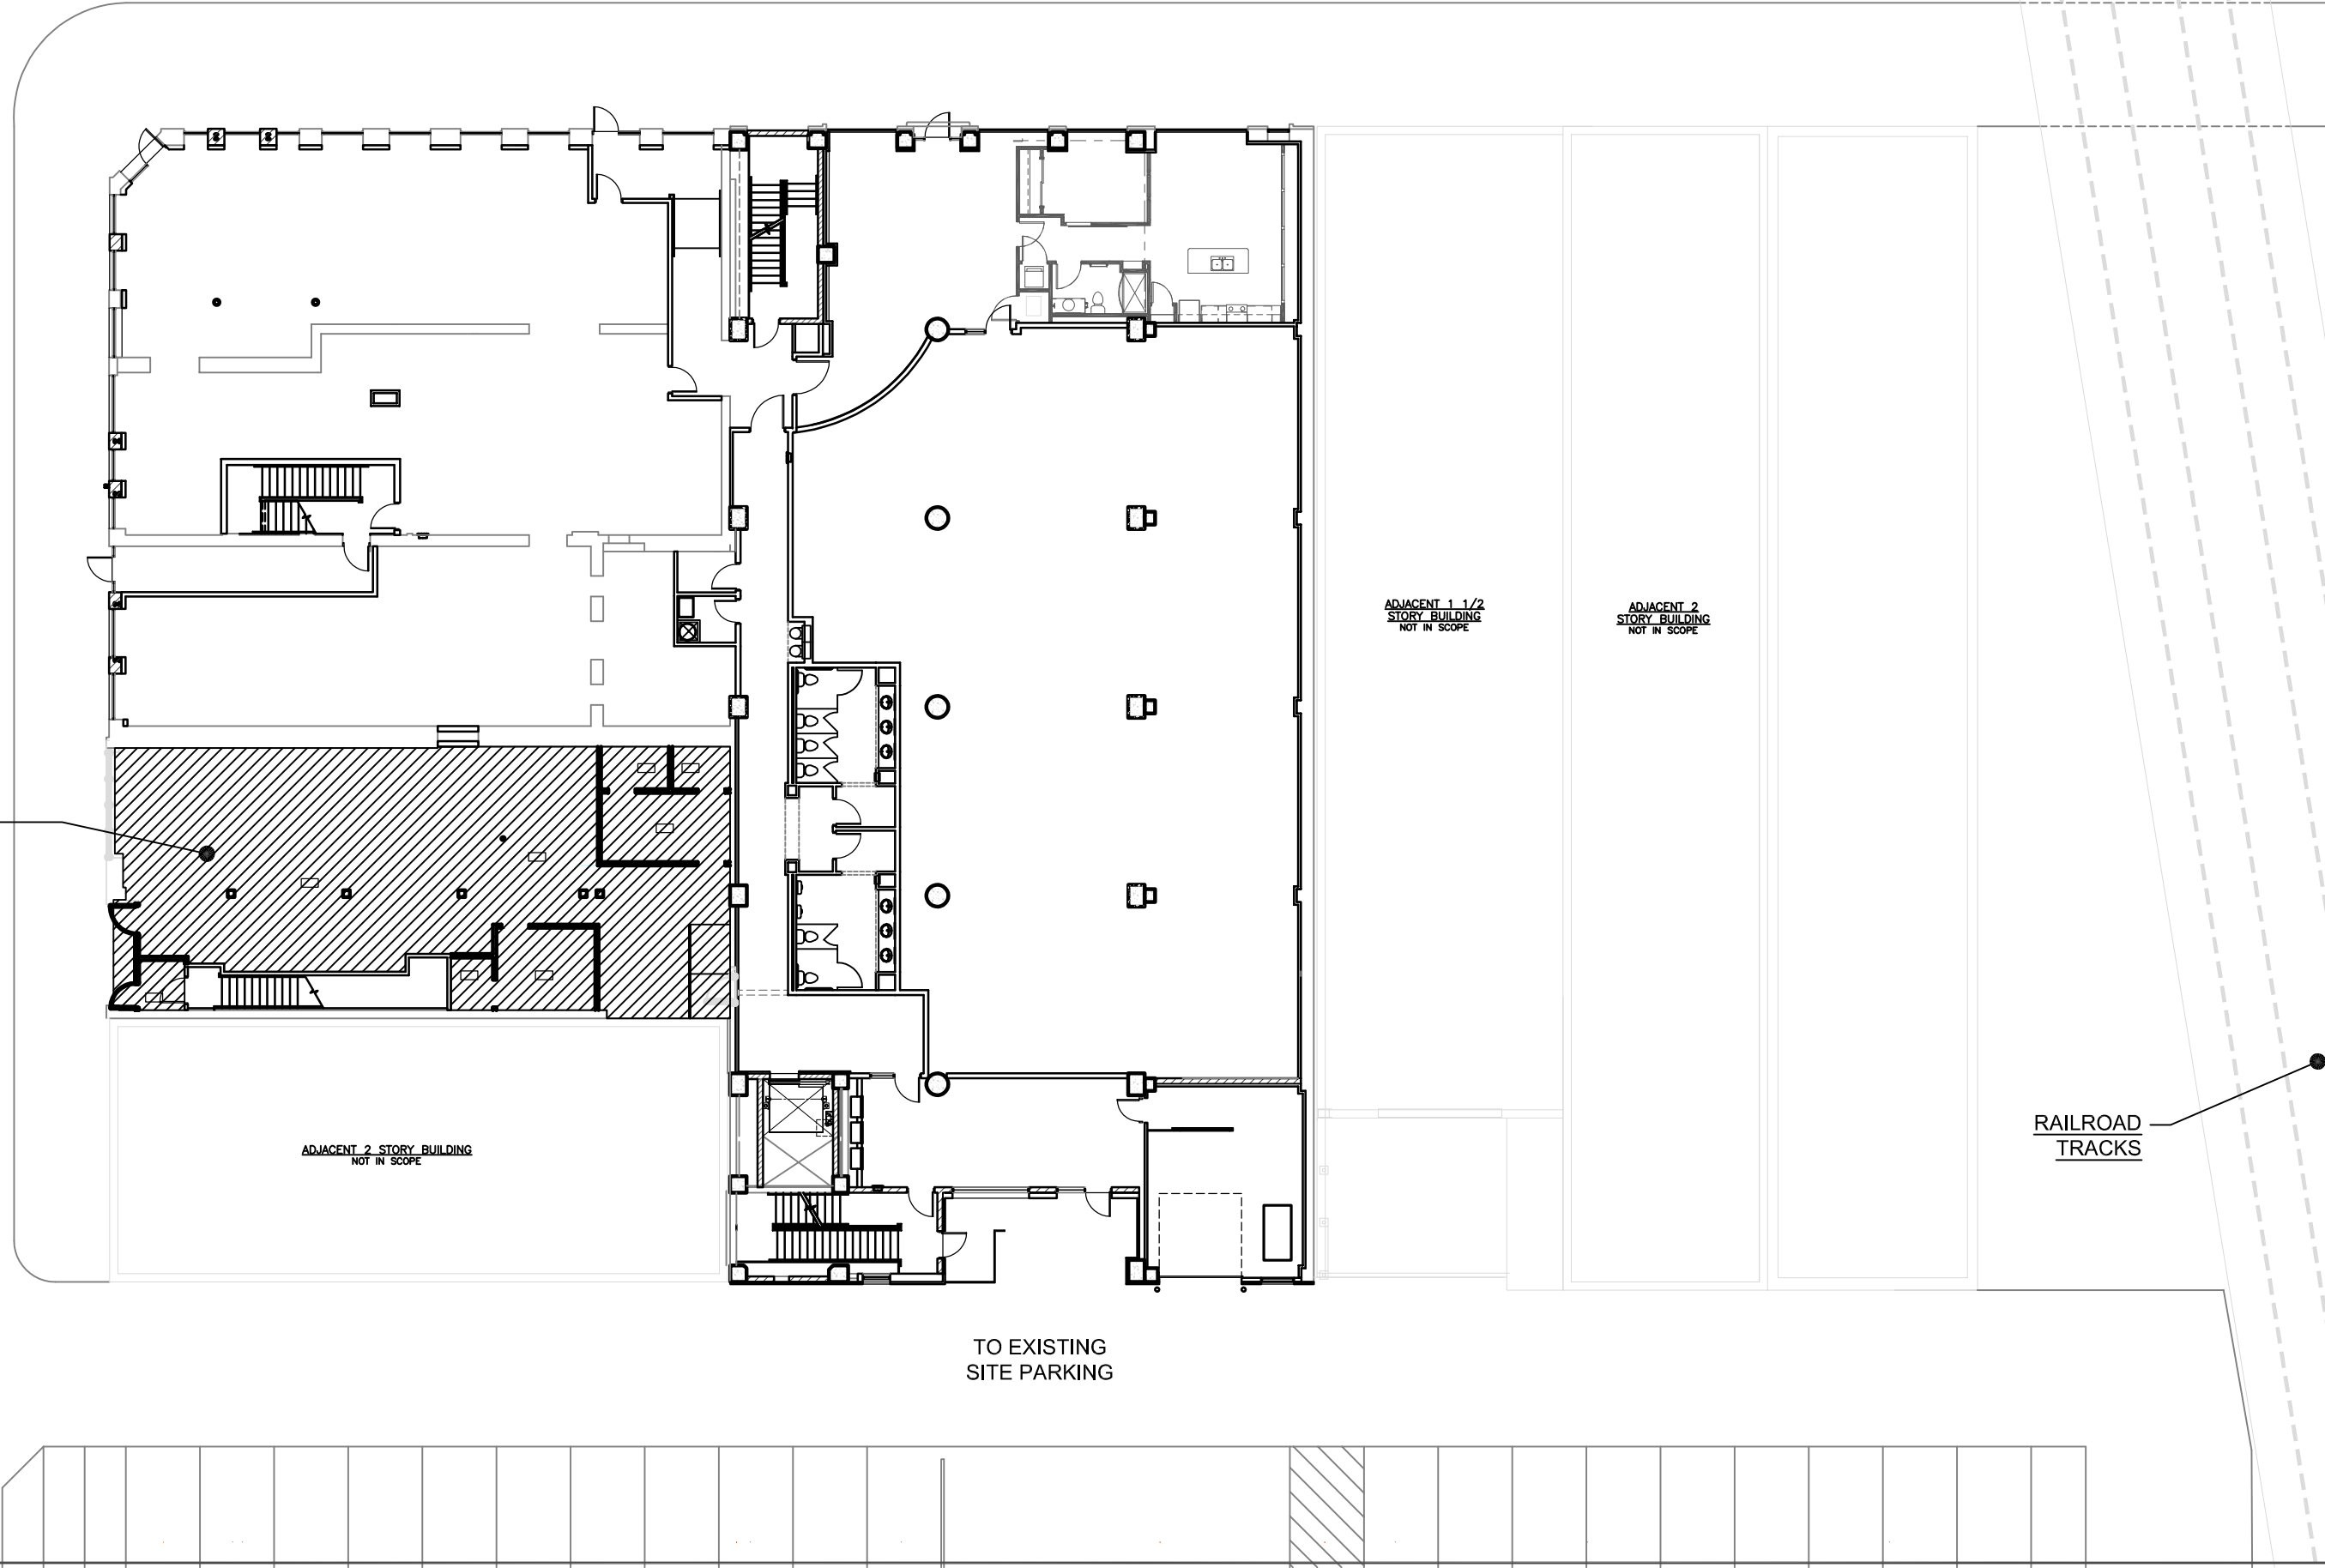 ADJACENT 1 1/2
STORY BUILDING
NOT IN SCOPE
ADJACENT 2
STORY BUILDING
NOT IN SCOPE
ADJACENT 2 STORY BUILDING
NOT IN SCOPE
RAILROAD
TRACKS
TO EXISTING
SITE PARKING